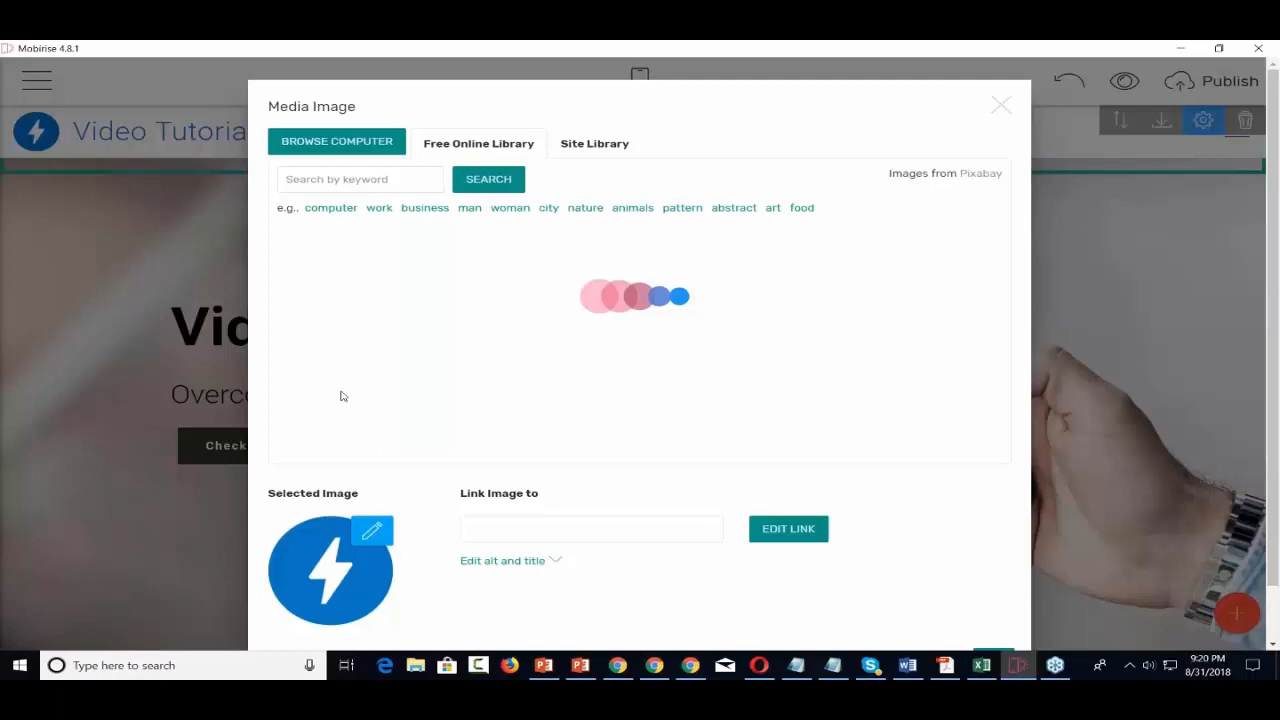 Mobirise 4.8.1
Publish
Video Tutoria
Media Image
BROWSE COMPUTER
Free Online Library
Site Library
Search by keyword
SEARCH
Images from Pixabay
e.g., computer work business man woman city nature animals pattern abstract art food
Vid
Overco
Check
Selected Image
Link Image to
EDIT LINK
Edit alt and title
Type here to search
9:20 PM
8/31/2018